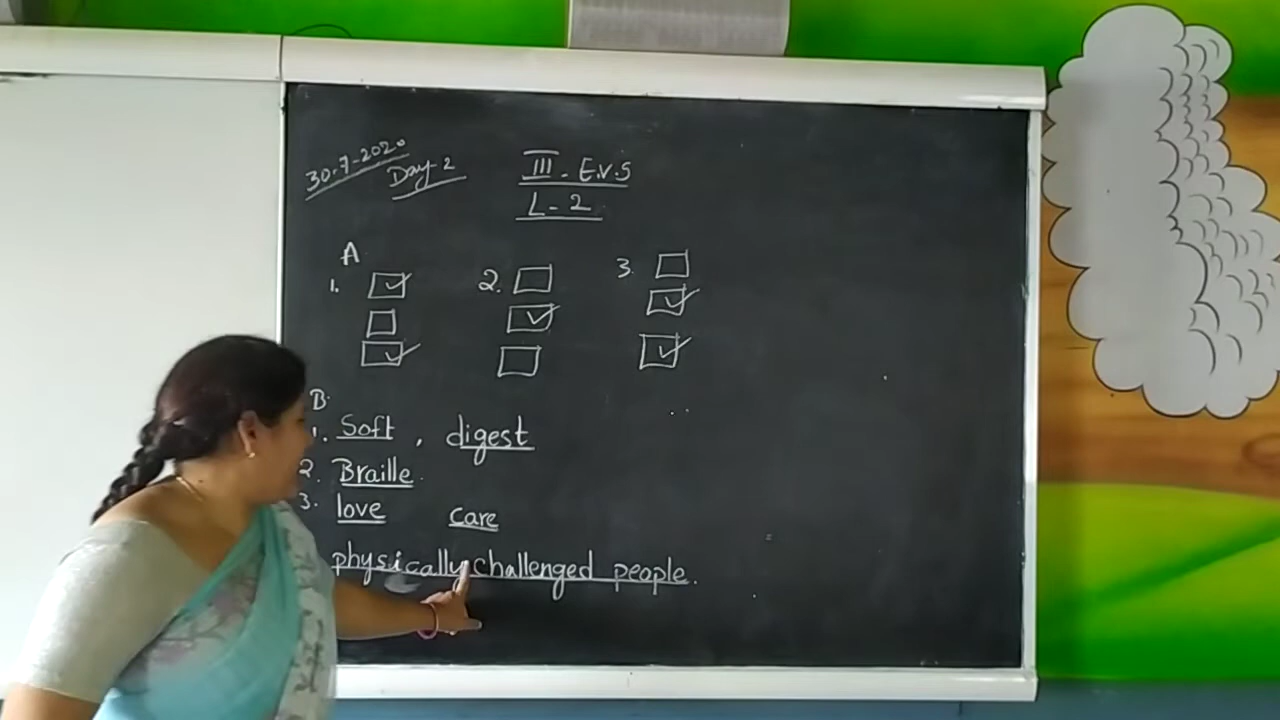 30-7-2020
Day-2
III - E.V.S
L - 2
A
1. 2. 3.
B.
1. Soft , digest
2. Braille.
3. love care
physically challenged people.